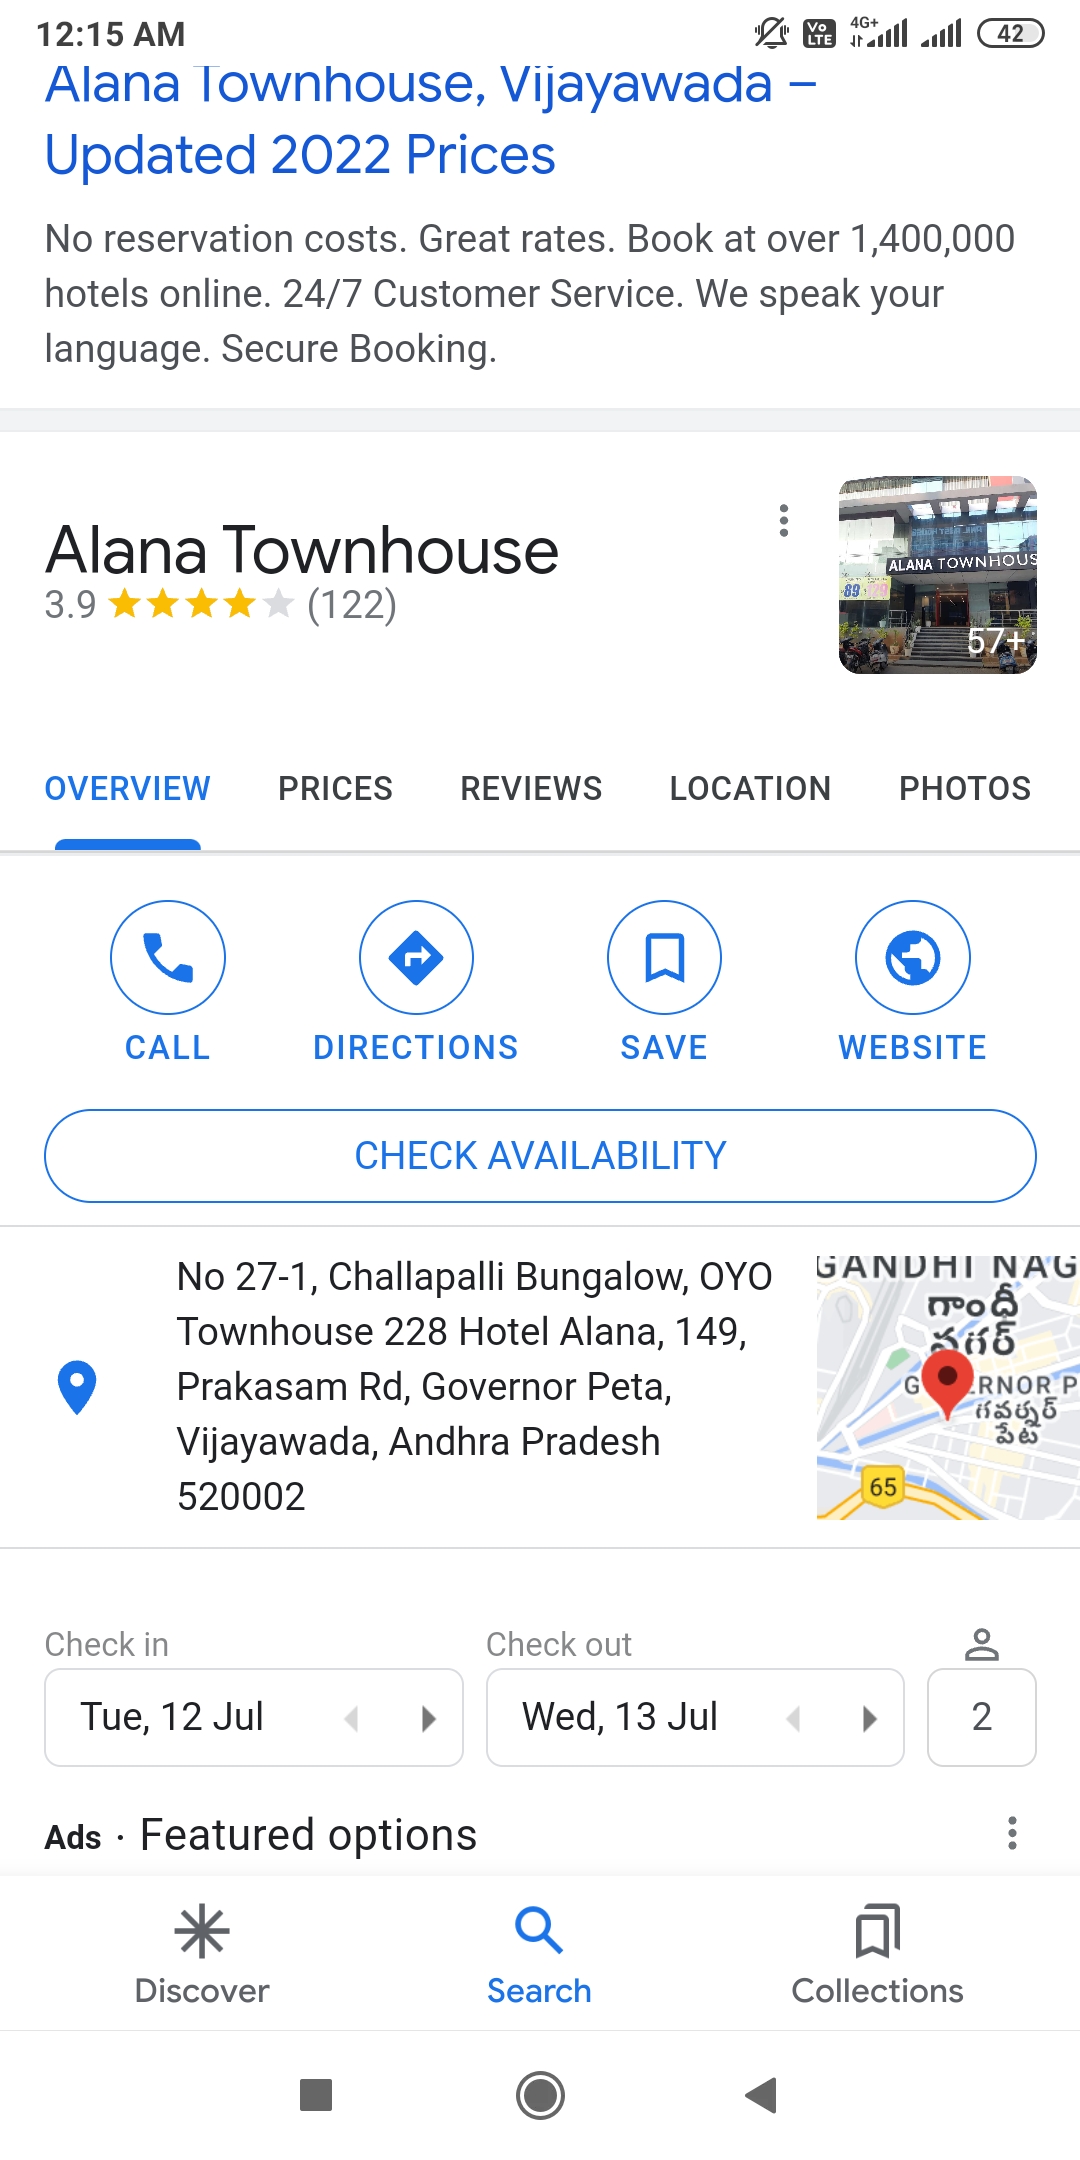 12:15 AM
Vo LTE
4G+
42
Alana Townhouse, Vijayawada –
Updated 2022 Prices
No reservation costs. Great rates. Book at over 1,400,000
hotels online. 24/7 Customer Service. We speak your
language. Secure Booking.
Alana Townhouse
3.9
(122)
ALANA TOWNHOUS
89
57+
OVERVIEW
PRICES
REVIEWS
LOCATION
PHOTOS
CALL
DIRECTIONS
SAVE
WEBSITE
CHECK AVAILABILITY
No 27-1, Challapalli Bungalow, OYO
Townhouse 228 Hotel Alana, 149,
Prakasam Rd, Governor Peta,
Vijayawada, Andhra Pradesh
520002
GANDHI NAG
గాంధీ
నగర్
G RNOR P
గవర్నర్
పేట
65
Check in
Check out
Tue, 12 Jul
Wed, 13 Jul
2
Ads · Featured options
Discover
Search
Collections